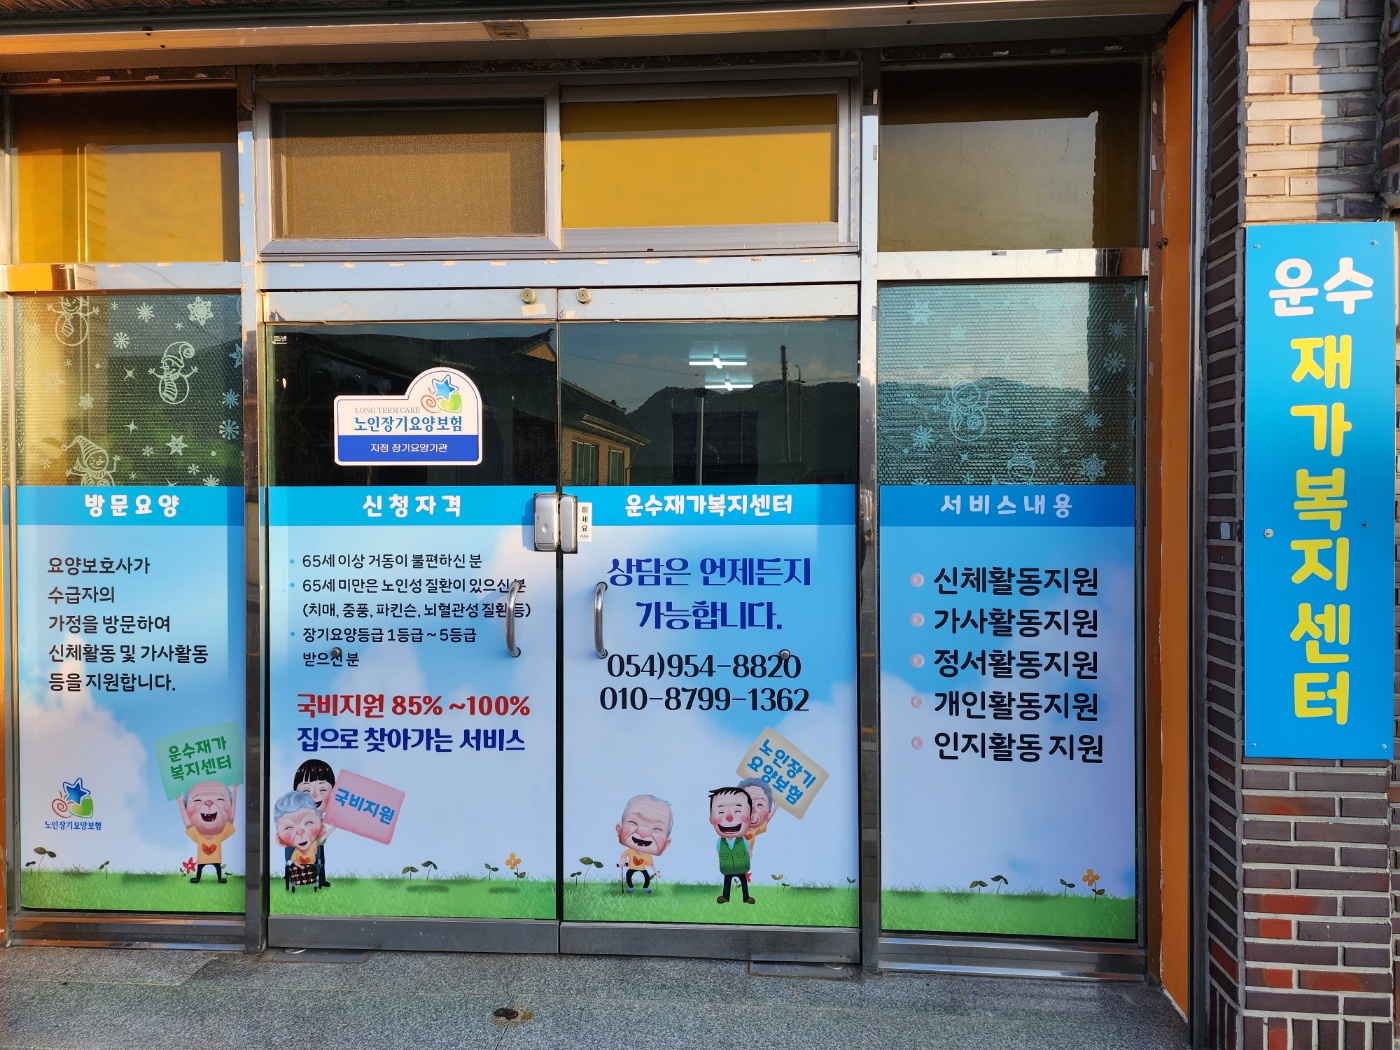 LONG TERM CARE
노인장기요양보험
지정 장기요양기관
방문요양
요양보호사가
수급자의
가정을 방문하여
신체활동 및 가사활동
등을 지원합니다.
운수재가
복지센터
노인장기요양보험
신청자격
65세 이상 거동이 불편하신 분
65세 미만은 노인성 질환이 있으신 분
(치매, 중풍, 파킨슨, 뇌혈관성 질환 등)
장기요양등급 1등급 ~ 5등급
받으신 분
국비지원 85% ~100%
집으로 찾아가는 서비스
국비지원
미세요
운수재가복지센터
상담은 언제든지
가능합니다.
054)954-8820
010-8799-1362
노인장기
요양보험
서비스내용
신체활동지원
가사활동지원
정서활동지원
개인활동지원
인지활동 지원
운수
재가복지센터